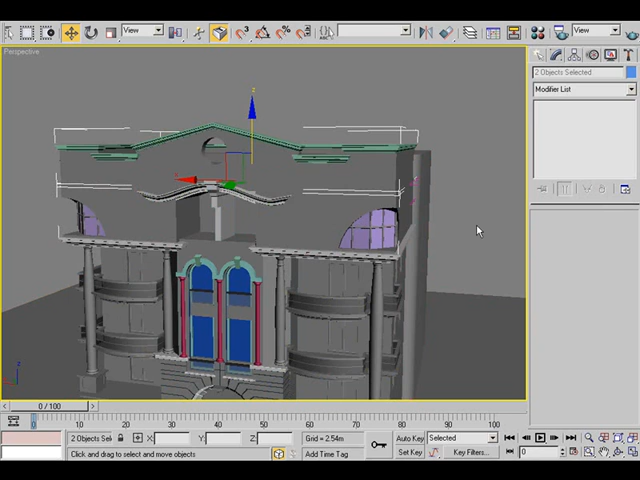 View
View
Perspective
2 Objects Selected
Modifier List
z
x
0 / 100
0
10
20
30
40
50
60
70
80
90
100
2 Objects Sel
X:
Y:
Z:
Grid = 2.54m
Auto Key
Selected
Click and drag to select and move objects
Add Time Tag
Set Key
Key Filters...
0